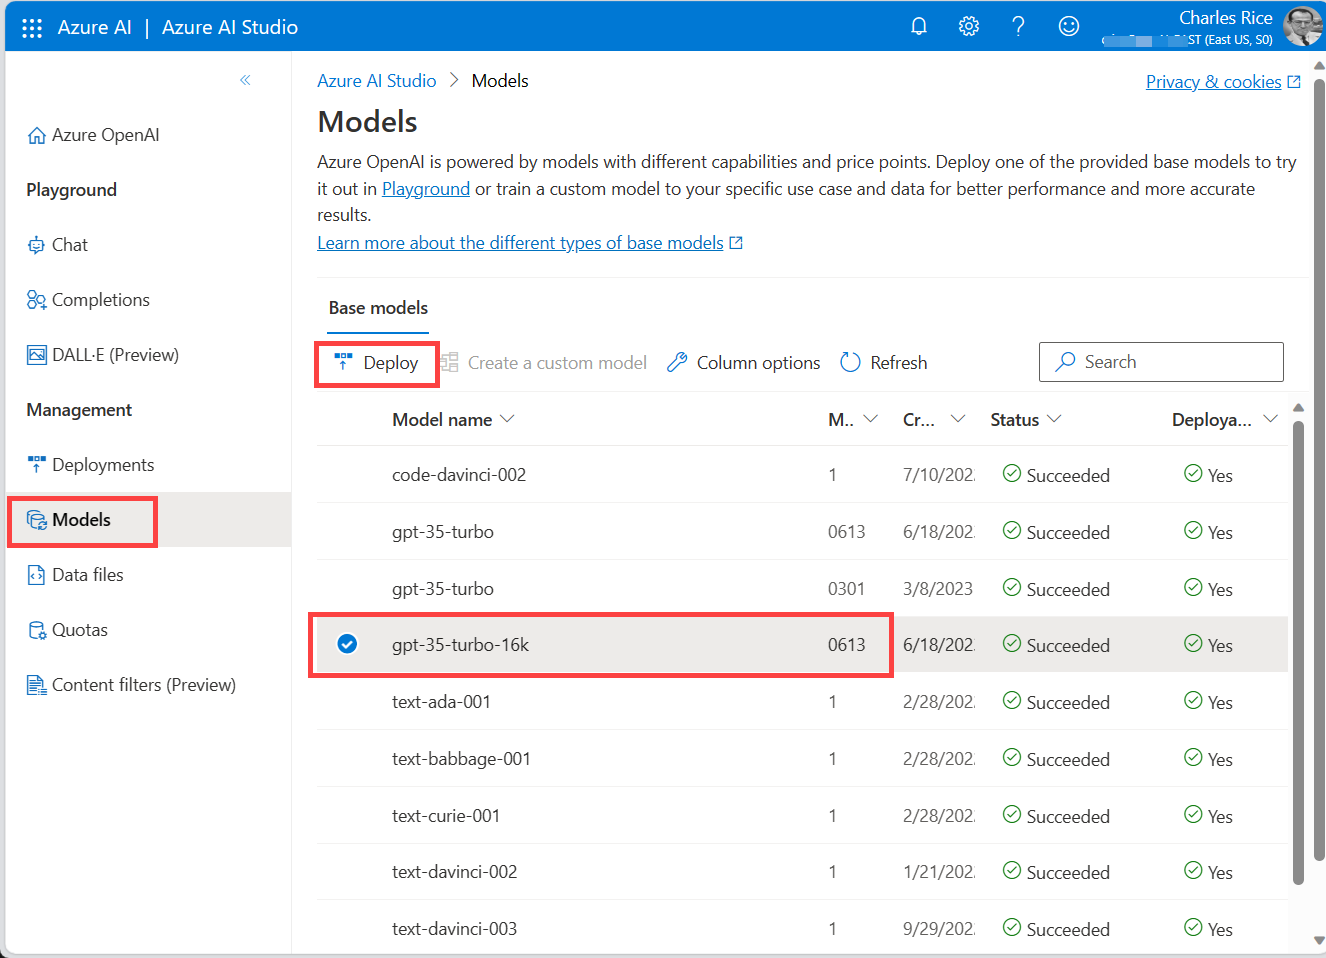 Azure AI | Azure AI Studio
Charles Rice
AST (East US, S0)
Azure AI Studio > Models
Privacy & cookies
Azure OpenAI
Playground
Chat
Completions
DALL·E (Preview)
Management
Deployments
Models
Data files
Quotas
Content filters (Preview)
Models
Azure OpenAI is powered by models with different capabilities and price points. Deploy one of the provided base models to try
it out in Playground or train a custom model to your specific use case and data for better performance and more accurate
results.
Learn more about the different types of base models
Base models
Deploy Create a custom model Column options Refresh Search
Model name M.. Cr... Status Deploya...
code-davinci-002 1 7/10/202 Succeeded Yes
gpt-35-turbo 0613 6/18/202 Succeeded Yes
gpt-35-turbo 0301 3/8/2023 Succeeded Yes
gpt-35-turbo-16k 0613 6/18/202 Succeeded Yes
text-ada-001 1 2/28/202 Succeeded Yes
text-babbage-001 1 2/28/202 Succeeded Yes
text-curie-001 1 2/28/202 Succeeded Yes
text-davinci-002 1 1/21/202 Succeeded Yes
text-davinci-003 1 9/29/202 Succeeded Yes